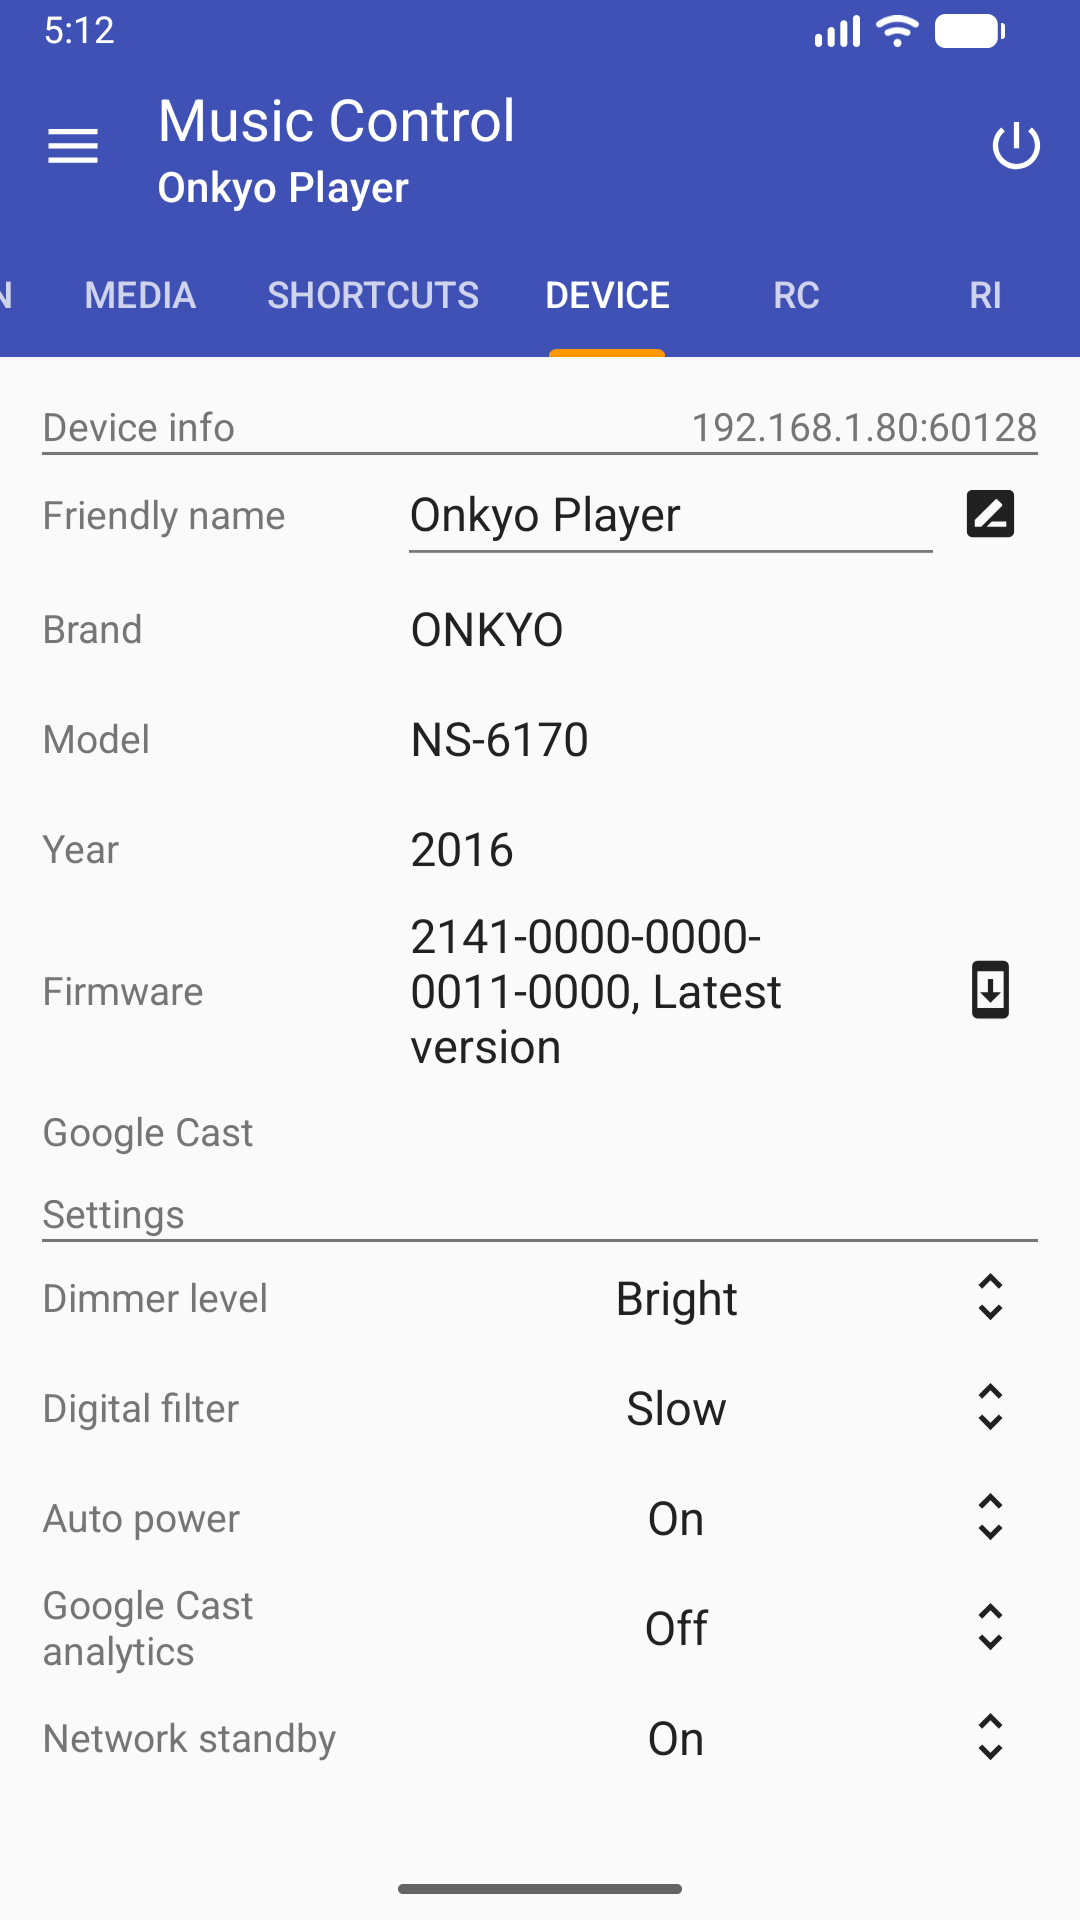 5:12
Music Control
Onkyo Player
N MEDIA SHORTCUTS DEVICE RC RI
Device info 192.168.1.80:60128
Friendly name Onkyo Player
Brand ONKYO
Model NS-6170
Year 2016
Firmware 2141-0000-0000-
0011-0000, Latest
version
Google Cast
Settings
Dimmer level Bright
Digital filter Slow
Auto power On
Google Cast
analytics Off
Network standby On